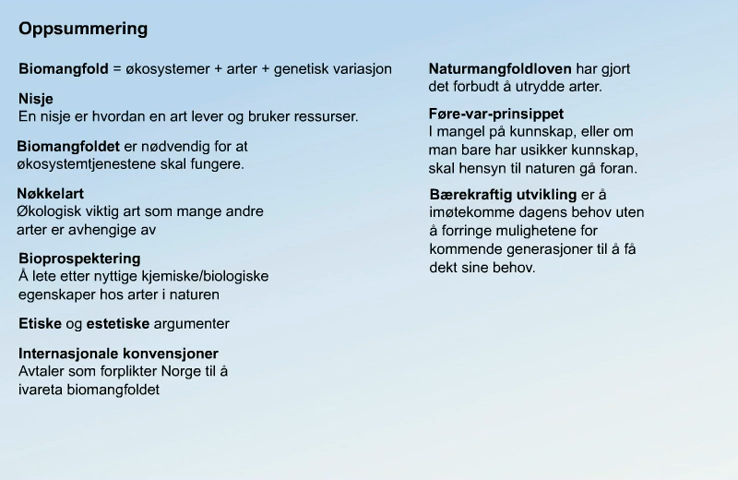 Oppsummering
Biomangfold = økosystemer + arter + genetisk variasjon
Nisje
En nisje er hvordan en art lever og bruker ressurser.
Biomangfoldet er nødvendig for at
økosystemtjenestene skal fungere.
Nøkkelart
Økologisk viktig art som mange andre
arter er avhengige av
Bioprospektering
Å lete etter nyttige kjemiske/biologiske
egenskaper hos arter i naturen
Etiske og estetiske argumenter
Internasjonale konvensjoner
Avtaler som forplikter Norge til å
ivareta biomangfoldet
Naturmangfoldloven har gjort
det forbudt å utrydde arter.
Føre-var-prinsippet
I mangel på kunnskap, eller om
man bare har usikker kunnskap,
skal hensyn til naturen gå foran.
Bærekraftig utvikling er å
imøtekomme dagens behov uten
å forringe mulighetene for
kommende generasjoner til å få
dekt sine behov.